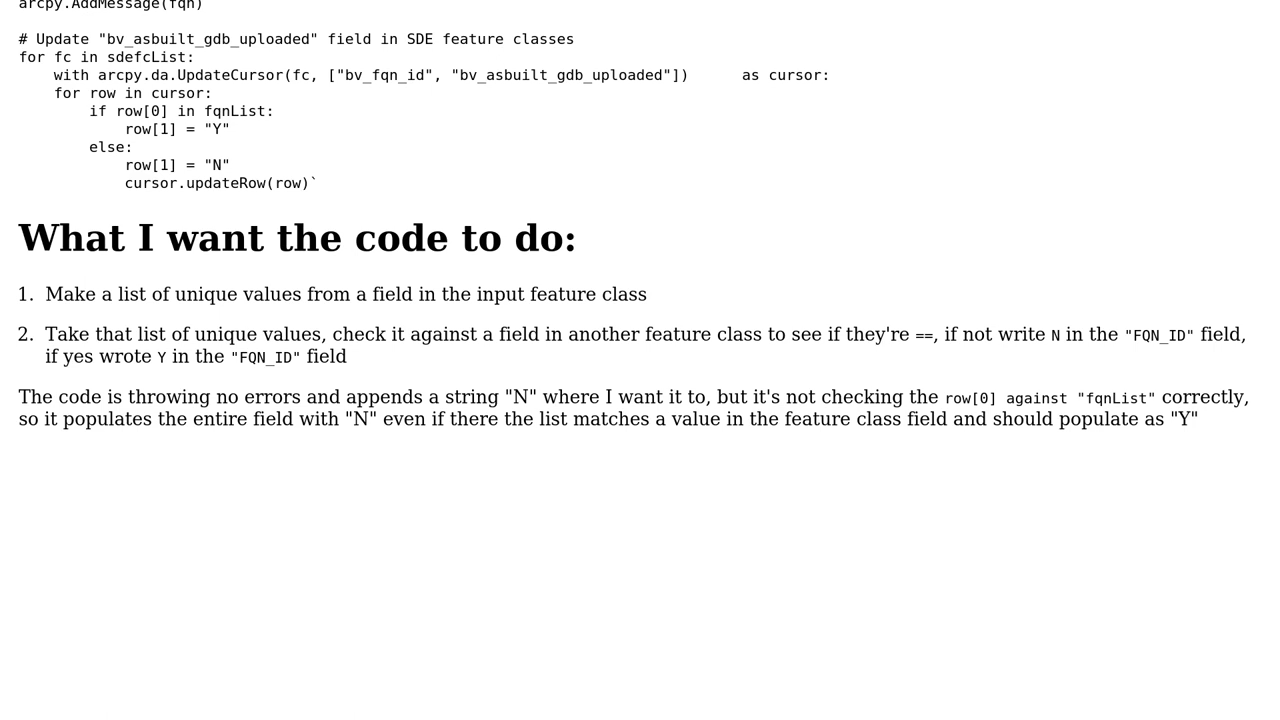 arcpy.AddMessage(fqn)
# Update "bv_asbuilt_gdb_uploaded" field in SDE feature classes
for fc in sdefcList:
    with arcpy.da.UpdateCursor(fc, ["bv_fqn_id", "bv_asbuilt_gdb_uploaded"])      as cursor:
    for row in cursor:
        if row[0] in fqnList:
            row[1] = "Y"
        else:
            row[1] = "N"
            cursor.updateRow(row)`
What I want the code to do:
1. Make a list of unique values from a field in the input feature class
2. Take that list of unique values, check it against a field in another feature class to see if they're ==, if not write N in the "FQN_ID" field,
if yes wrote Y in the "FQN_ID" field
The code is throwing no errors and appends a string "N" where I want it to, but it's not checking the row[0] against "fqnList" correctly,
so it populates the entire field with "N" even if there the list matches a value in the feature class field and should populate as "Y"